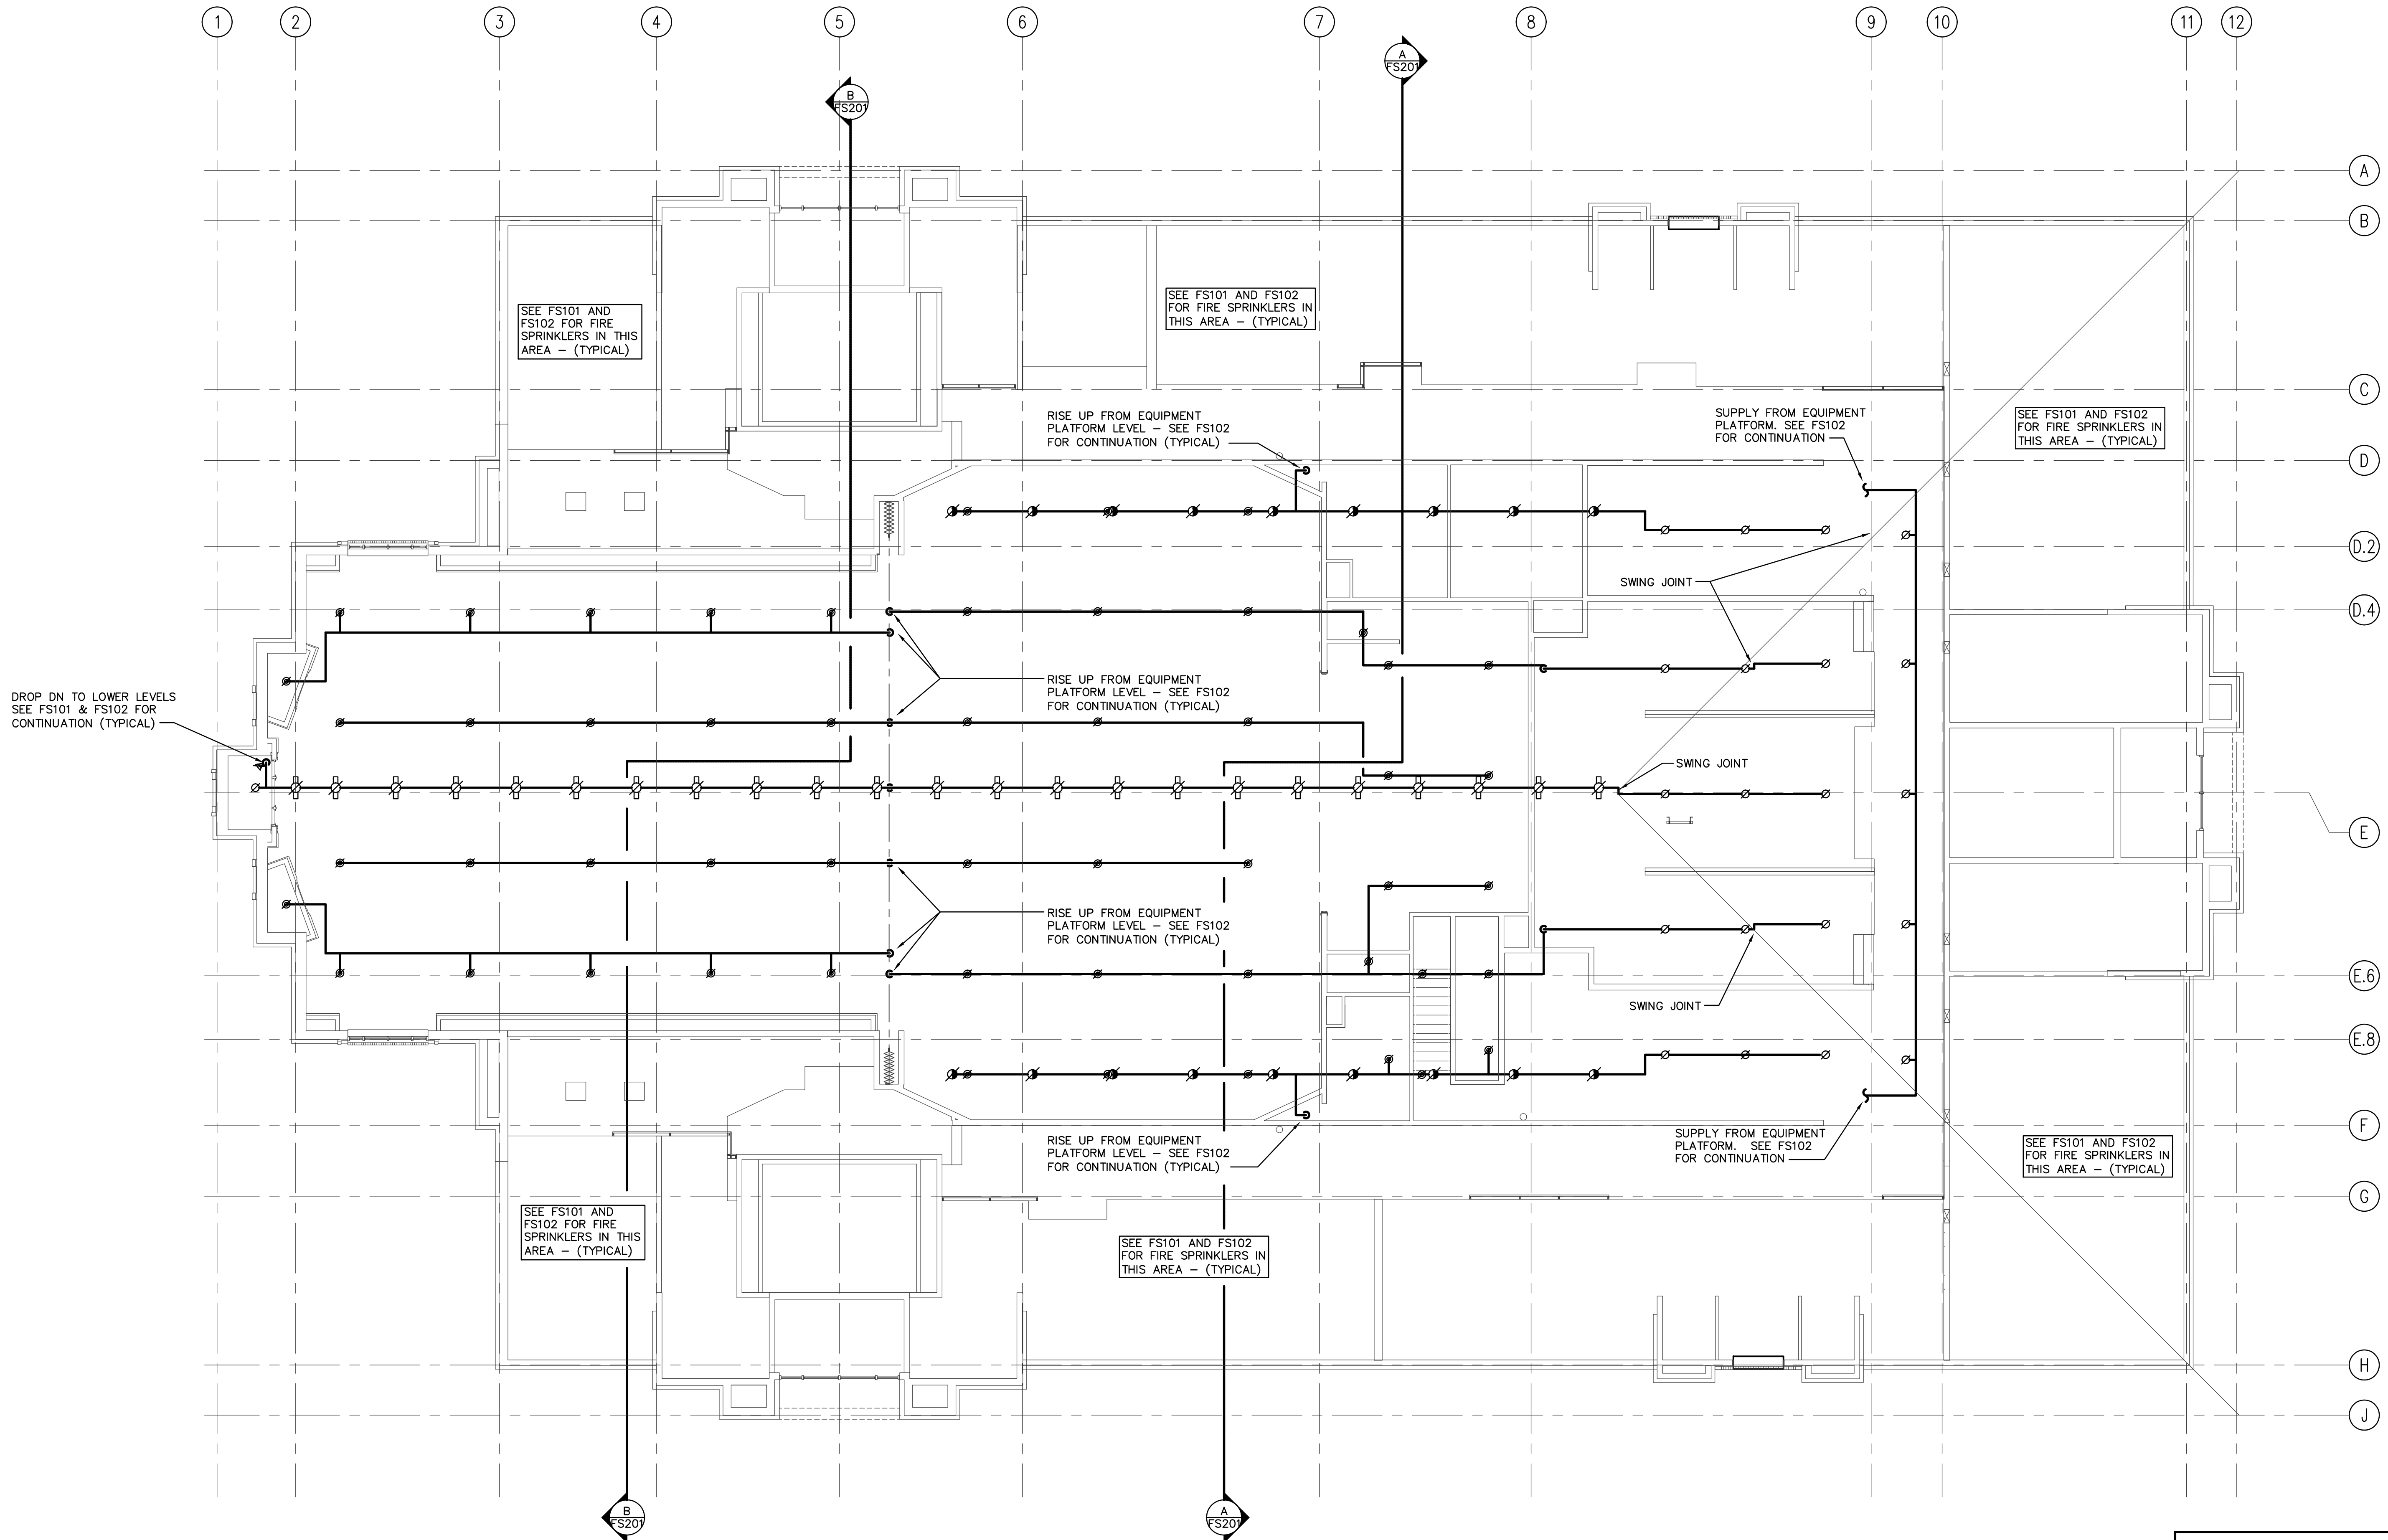 1
2
3
4
5
6
7
8
9
10
11
12
A
FS201
B
FS201
A
B
SEE FS101 AND
FS102 FOR FIRE
SPRINKLERS IN THIS
AREA – (TYPICAL)
SEE FS101 AND FS102
FOR FIRE SPRINKLERS IN
THIS AREA – (TYPICAL)
C
RISE UP FROM EQUIPMENT
PLATFORM LEVEL – SEE FS102
FOR CONTINUATION (TYPICAL)
SUPPLY FROM EQUIPMENT
PLATFORM. SEE FS102
FOR CONTINUATION
SEE FS101 AND FS102
FOR FIRE SPRINKLERS IN
THIS AREA – (TYPICAL)
D
D.2
SWING JOINT
D.4
DROP DN TO LOWER LEVELS
SEE FS101 & FS102 FOR
CONTINUATION (TYPICAL)
RISE UP FROM EQUIPMENT
PLATFORM LEVEL – SEE FS102
FOR CONTINUATION (TYPICAL)
SWING JOINT
E
RISE UP FROM EQUIPMENT
PLATFORM LEVEL – SEE FS102
FOR CONTINUATION (TYPICAL)
E.6
SWING JOINT
E.8
F
RISE UP FROM EQUIPMENT
PLATFORM LEVEL – SEE FS102
FOR CONTINUATION (TYPICAL)
SUPPLY FROM EQUIPMENT
PLATFORM. SEE FS102
FOR CONTINUATION
SEE FS101 AND FS102
FOR FIRE SPRINKLERS IN
THIS AREA – (TYPICAL)
G
SEE FS101 AND
FS102 FOR FIRE
SPRINKLERS IN THIS
AREA – (TYPICAL)
SEE FS101 AND FS102
FOR FIRE SPRINKLERS IN
THIS AREA – (TYPICAL)
H
J
B
FS201
A
FS201